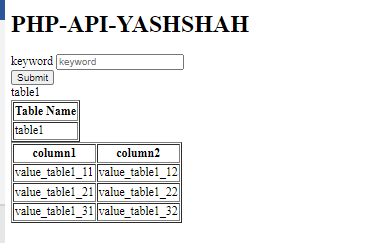 PHP-API-YASHSHAH
keyword keyword
Submit
table1
Table Name
table1
column1 column2
value_table1_11 value_table1_12
value_table1_21 value_table1_22
value_table1_31 value_table1_32